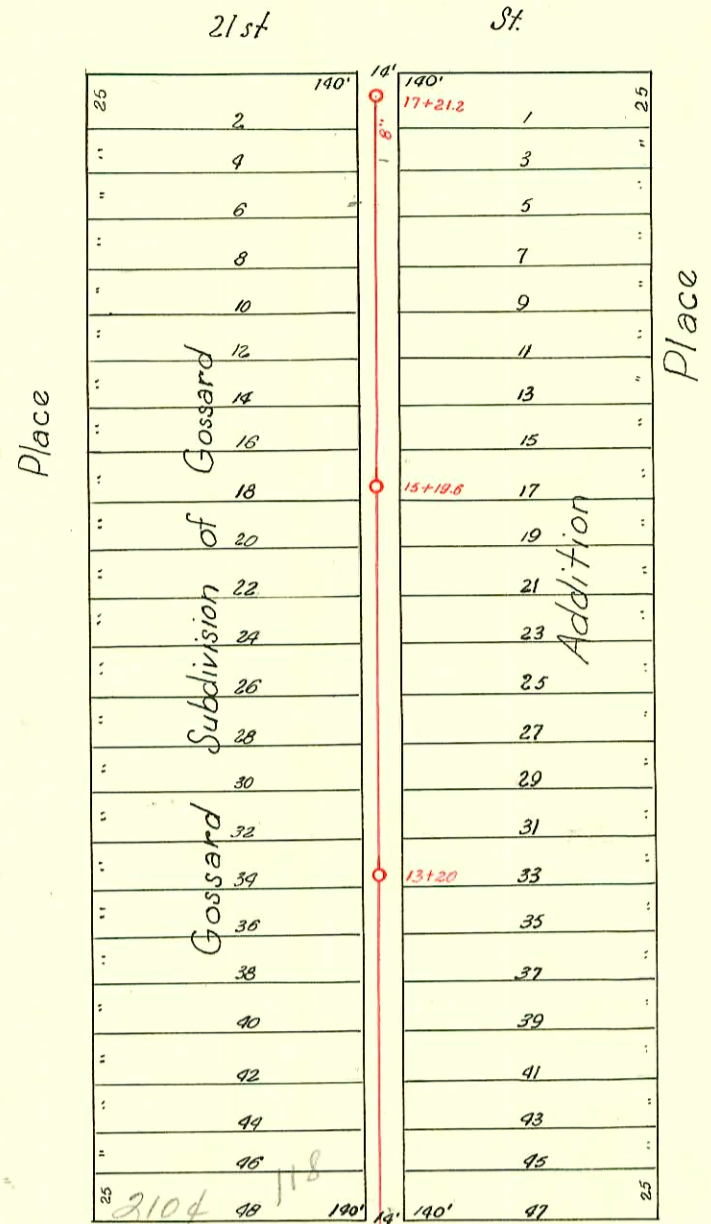 21st St.
140' 14' 140'
25 17+21.2 25
2 8" 1
" 4 3 "
" 6 5 "
" 8 7 "
" 10 9 "
" 12 11 "
" 14 13 "
" 16 15 "
" 18 15+19.6 17 "
" 20 19 "
" 22 21 "
" 24 23 "
" 26 25 "
" 28 27 "
" 30 29 "
" 32 31 "
" 34 13+20 33 "
" 36 35 "
" 38 37 "
" 40 39 "
" 42 41 "
" 44 43 "
" 46 45 "
25 210¢ 118 48 140' 14' 140' 47 25
Place
Gossard Subdivision of Gossard
Addition
Place